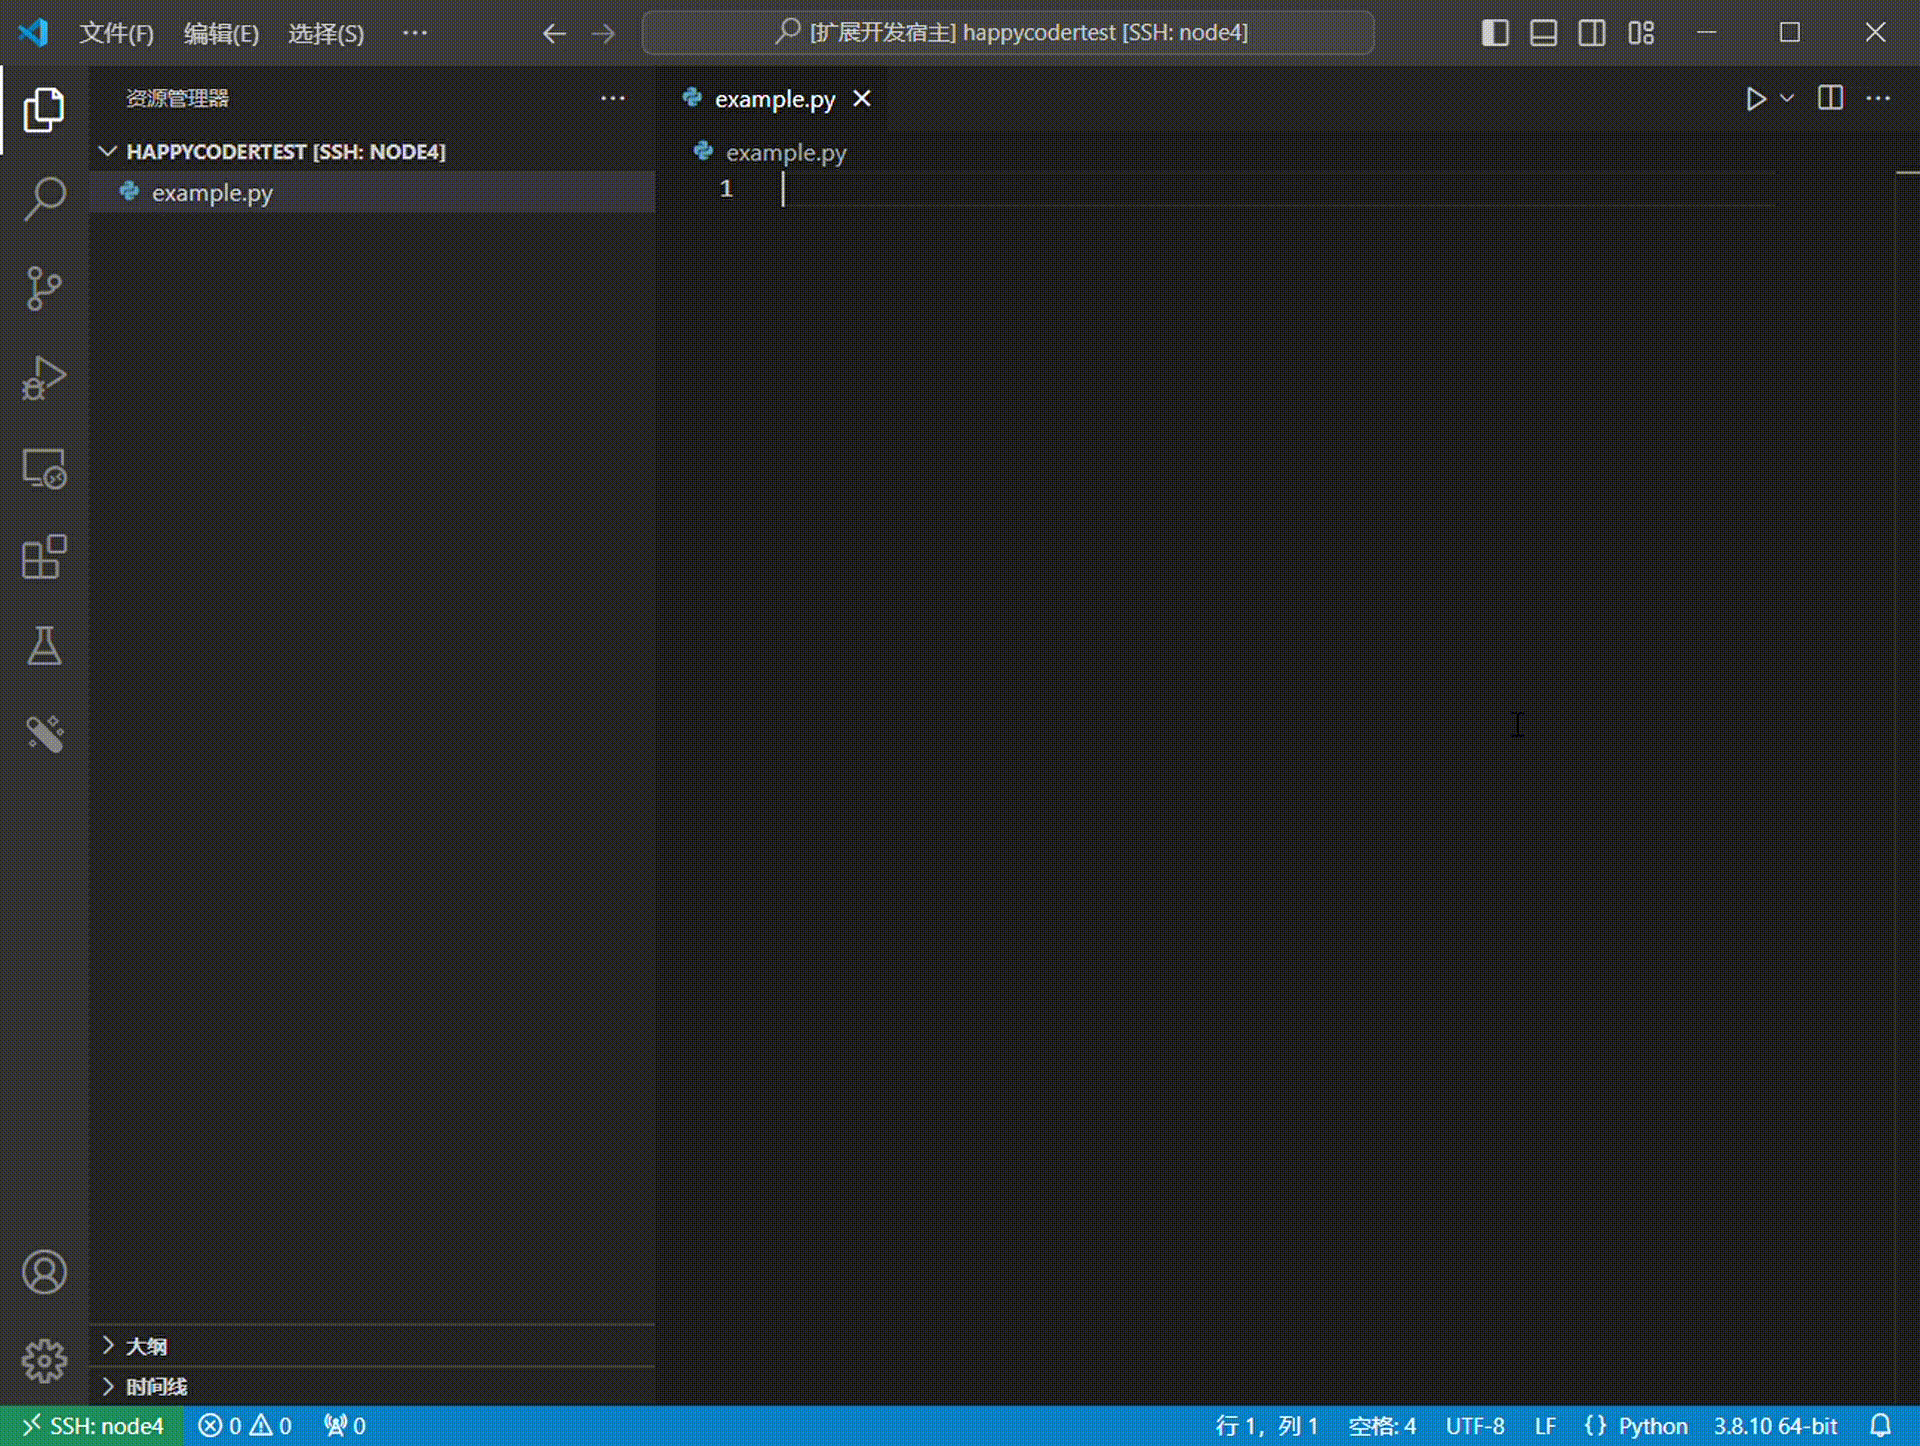 文件(F) 编辑(E) 选择(S) ··· [扩展开发宿主] happycodertest [SSH: node4]
资源管理器 ···
example.py
HAPPYCODERTEST [SSH: NODE4]
example.py
example.py
1
大纲
时间线
SSH: node4 0 0 0 行 1，列 1 空格: 4 UTF-8 LF {} Python 3.8.10 64-bit